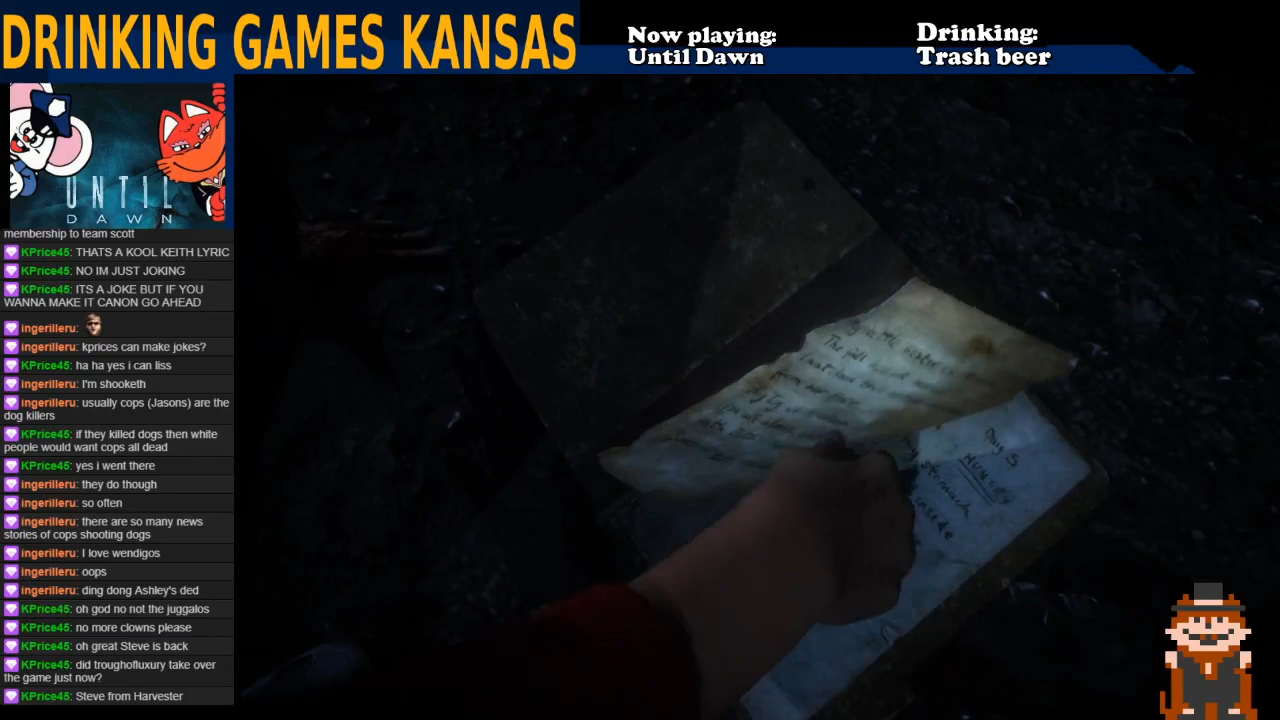 DRINKING GAMES KANSAS
Now playing:
Until Dawn
Drinking:
Trash beer
UNTIL
DAWN
membership to team scott
KPrice45: THATS A KOOL KEITH LYRIC
KPrice45: NO IM JUST JOKING
KPrice45: ITS A JOKE BUT IF YOU
WANNA MAKE IT CANON GO AHEAD
ingerilleru:
ingerilleru: kprices can make jokes?
KPrice45: ha ha yes i can liss
ingerilleru: I'm shooketh
ingerilleru: usually cops (Jasons) are the
dog killers
KPrice45: if they killed dogs then white
people would want cops all dead
KPrice45: yes i went there
ingerilleru: they do though
ingerilleru: so often
ingerilleru: there are so many news
stories of cops shooting dogs
ingerilleru: I love wendigos
ingerilleru: oops
ingerilleru: ding dong Ashley's ded
KPrice45: oh god no not the juggalos
KPrice45: no more clowns please
KPrice45: oh great Steve is back
KPrice45: did troughofluxury take over
the game just now?
KPrice45: Steve from Harvester
The
Day 5
HUNGRY
stomach
inside